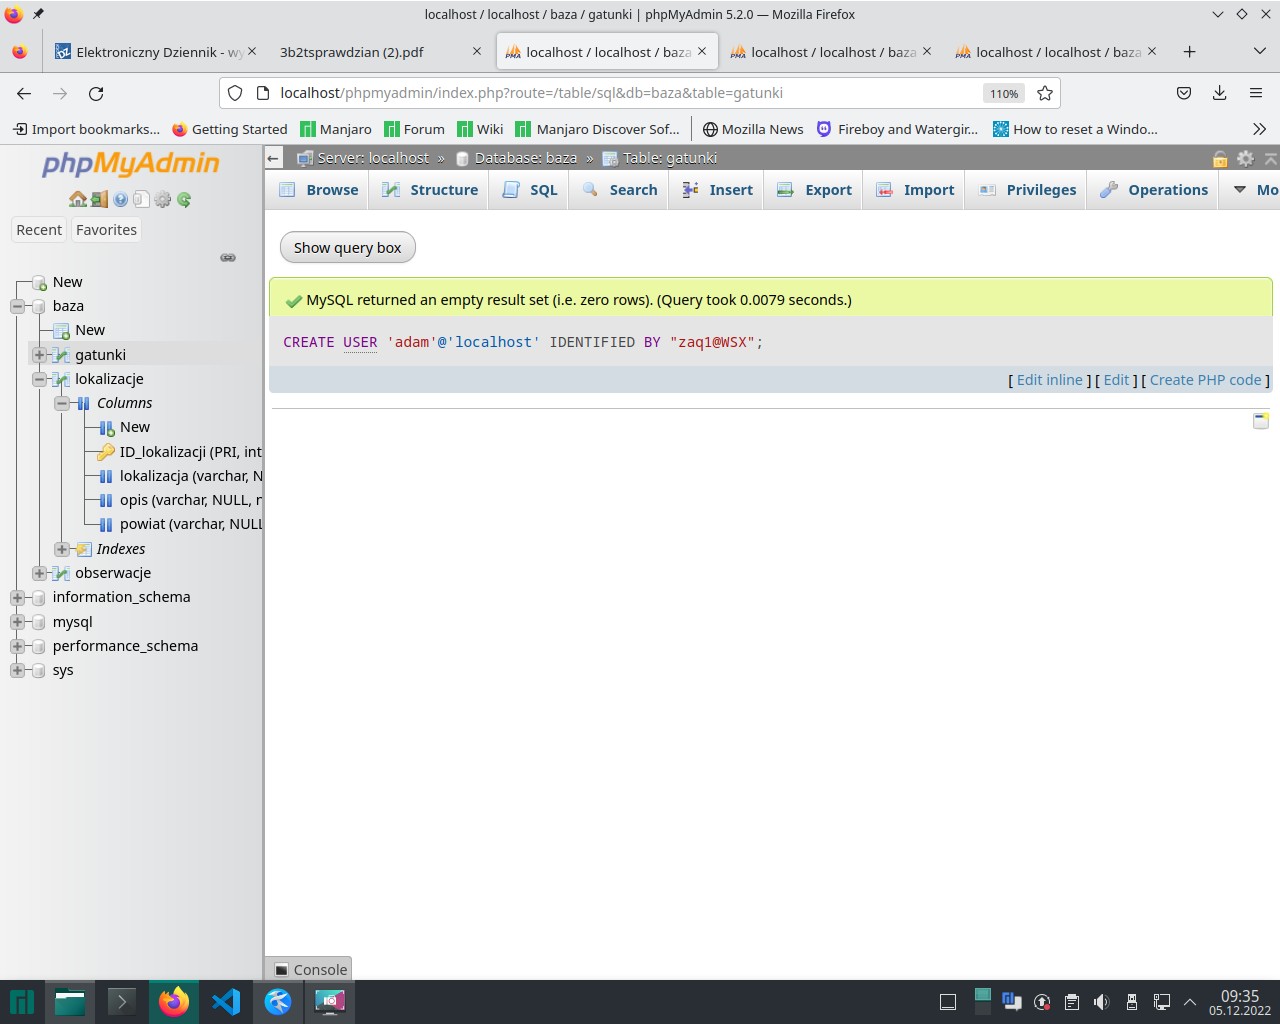 localhost / localhost / baza / gatunki | phpMyAdmin 5.2.0 — Mozilla Firefox
Elektroniczny Dziennik - wy
3b2tsprawdzian (2).pdf
localhost / localhost / baza
localhost / localhost / baza
localhost / localhost / baza
localhost/phpmyadmin/index.php?route=/table/sql&db=baza&table=gatunki
110%
Import bookmarks...
Getting Started
Manjaro
Forum
Wiki
Manjaro Discover Sof...
Mozilla News
Fireboy and Watergir...
How to reset a Windo...
phpMyAdmin
Recent
Favorites
New
baza
New
gatunki
lokalizacje
Columns
New
ID_lokalizacji (PRI, int
lokalizacja (varchar, N
opis (varchar, NULL, n
powiat (varchar, NULL
Indexes
obserwacje
information_schema
mysql
performance_schema
sys
Server: localhost » Database: baza » Table: gatunki
Browse
Structure
SQL
Search
Insert
Export
Import
Privileges
Operations
Mo
Show query box
MySQL returned an empty result set (i.e. zero rows). (Query took 0.0079 seconds.)
CREATE USER 'adam'@'localhost' IDENTIFIED BY "zaq1@WSX";
[ Edit inline ] [ Edit ] [ Create PHP code ]
Console
09:35
05.12.2022